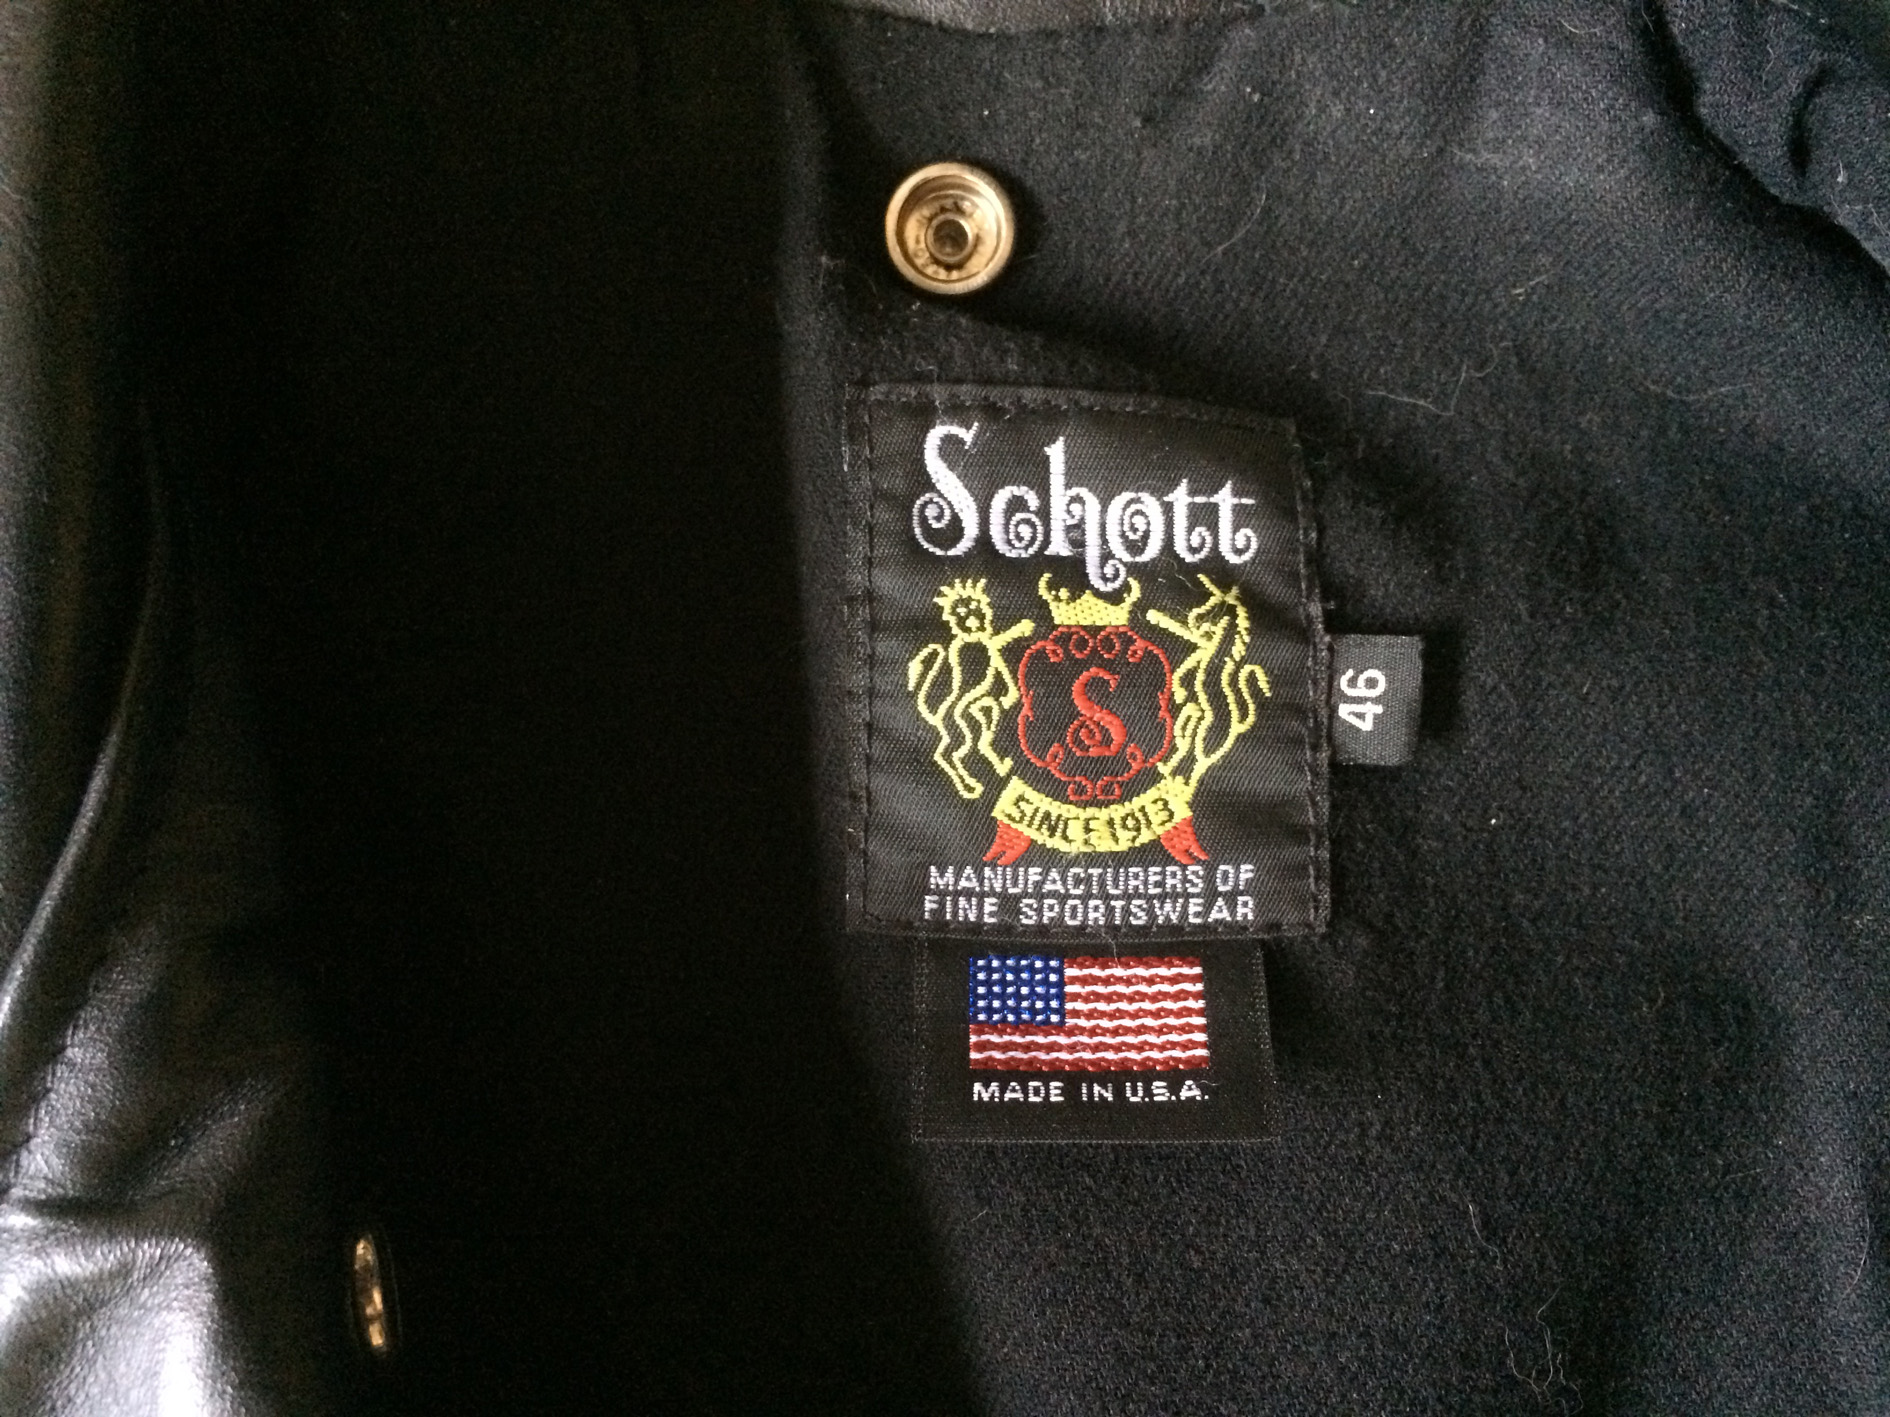 Schott
S
SINCE 1913
MANUFACTURERS OF
FINE SPORTSWEAR
46
MADE IN U.S.A.